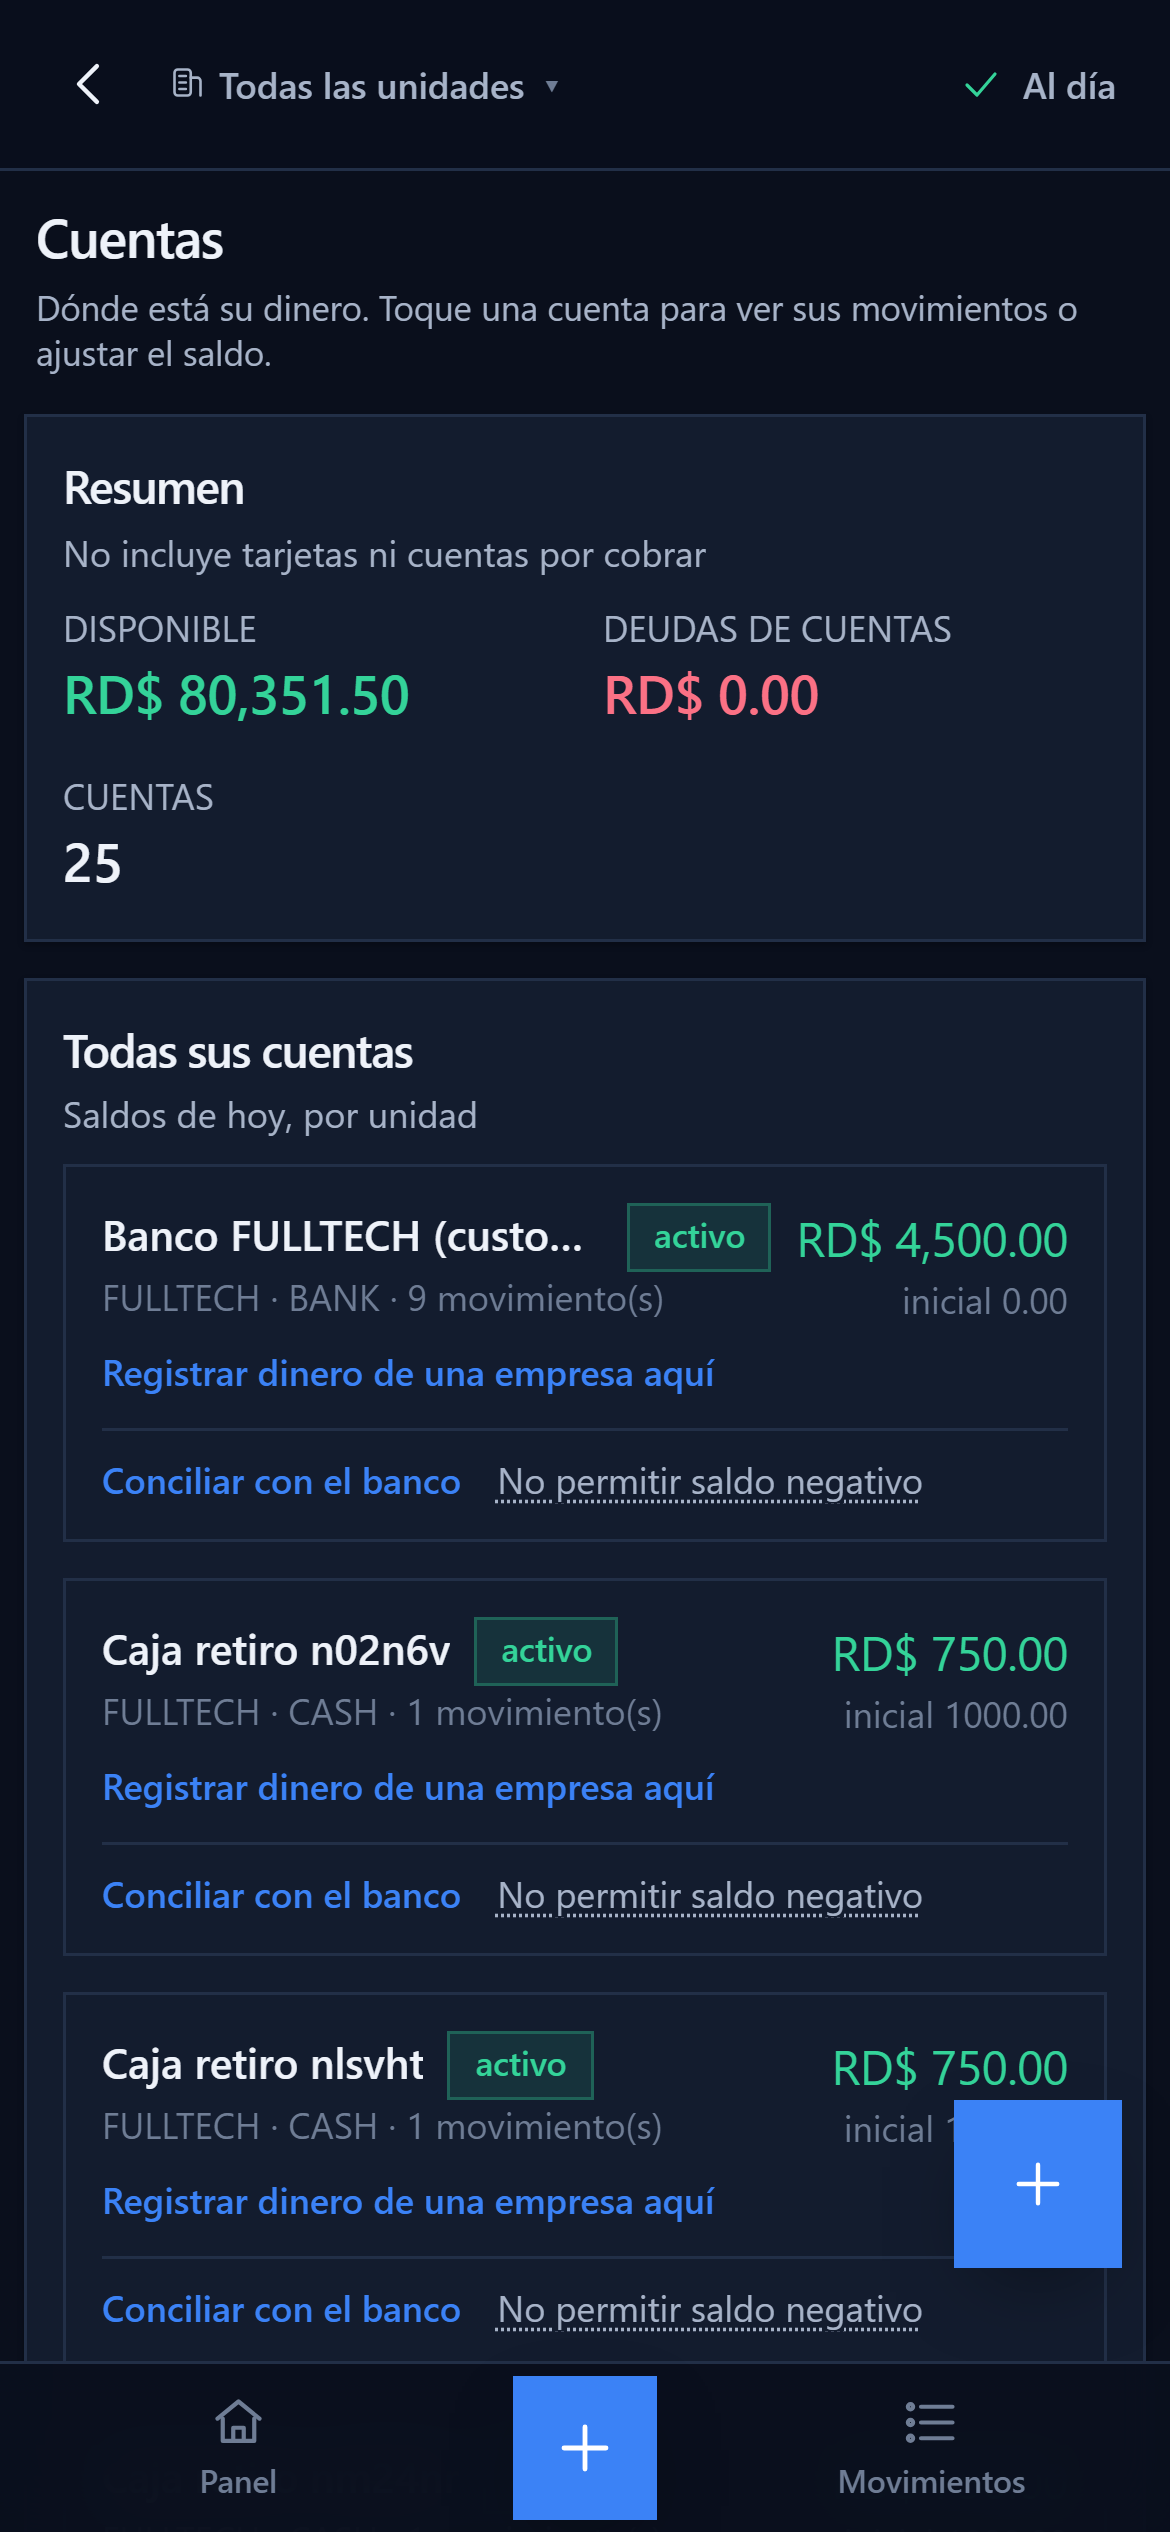 Todas las unidades ▼
Al día
Cuentas
Dónde está su dinero. Toque una cuenta para ver sus movimientos o
ajustar el saldo.
Resumen
No incluye tarjetas ni cuentas por cobrar
DISPONIBLE
RD$ 80,351.50
DEUDAS DE CUENTAS
RD$ 0.00
CUENTAS
25
Todas sus cuentas
Saldos de hoy, por unidad
Banco FULLTECH (custo...
activo
RD$ 4,500.00
FULLTECH · BANK · 9 movimiento(s)
inicial 0.00
Registrar dinero de una empresa aquí
Conciliar con el banco
No permitir saldo negativo
Caja retiro n02n6v
activo
RD$ 750.00
FULLTECH · CASH · 1 movimiento(s)
inicial 1000.00
Registrar dinero de una empresa aquí
Conciliar con el banco
No permitir saldo negativo
Caja retiro nlsvht
activo
RD$ 750.00
FULLTECH · CASH · 1 movimiento(s)
inicial
Registrar dinero de una empresa aquí
Conciliar con el banco
No permitir saldo negativo
Panel
Movimientos